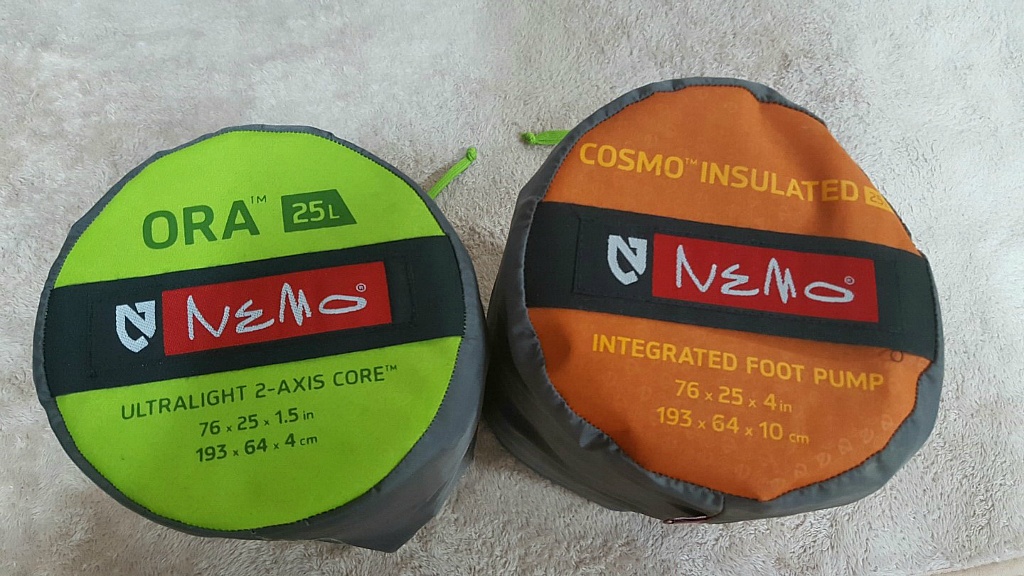 ORA™ 25L
NEMO®
ULTRALIGHT 2-AXIS CORE™
76 x 25 x 1.5 in
193 x 64 x 4 cm
COSMO™ INSULATED
NEMO®
INTEGRATED FOOT PUMP
76 x 25 x 4 in
193 x 64 x 10 cm